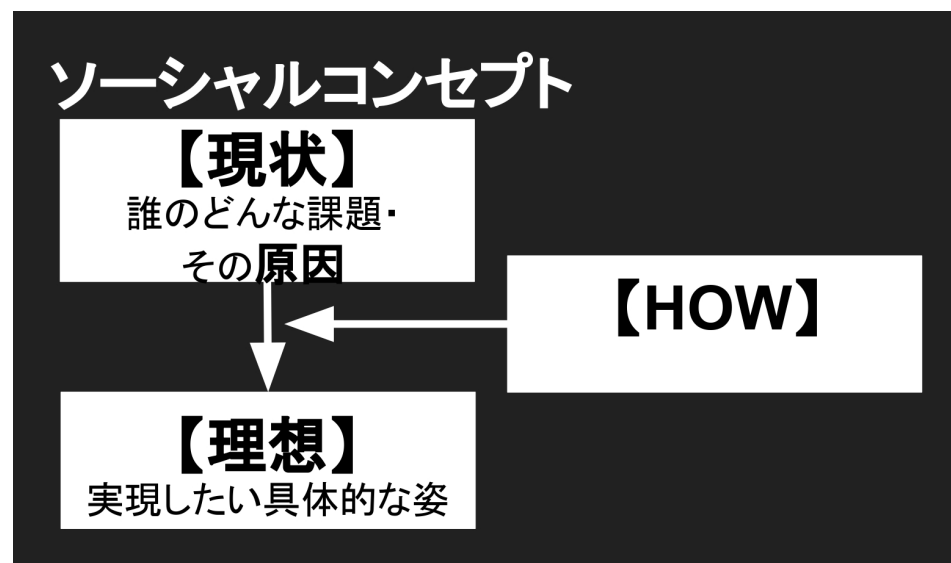 ソーシャルコンセプト
【現状】
誰のどんな課題・
その原因
【HOW】
【理想】
実現したい具体的な姿